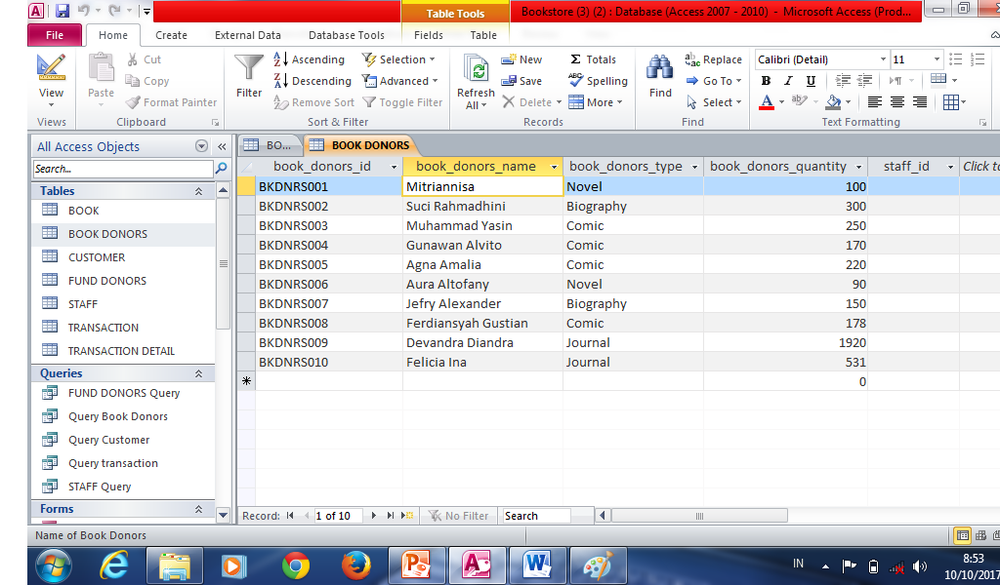 Table Tools
Bookstore (3) (2) : Database (Access 2007 - 2010) - Microsoft Access (Prod...
File Home Create External Data Database Tools Fields Table
View Paste Cut Copy Format Painter
Filter Ascending Descending Remove Sort Selection Advanced Toggle Filter
Refresh All New Save Delete Σ Totals Spelling More
Find Replace Go To Select
Calibri (Detail) 11
B I U
Views Clipboard Sort & Filter Records Find Text Formatting
All Access Objects
Search...
Tables
BOOK
BOOK DONORS
CUSTOMER
FUND DONORS
STAFF
TRANSACTION
TRANSACTION DETAIL
Queries
FUND DONORS Query
Query Book Donors
Query Customer
Query transaction
STAFF Query
Forms
BO... BOOK DONORS
book_donors_id book_donors_name book_donors_type book_donors_quantity staff_id Click to
BKDNRS001 Mitriannisa Novel 100
BKDNRS002 Suci Rahmadhini Biography 300
BKDNRS003 Muhammad Yasin Comic 250
BKDNRS004 Gunawan Alvito Comic 170
BKDNRS005 Agna Amalia Comic 220
BKDNRS006 Aura Altofany Novel 90
BKDNRS007 Jefry Alexander Biography 150
BKDNRS008 Ferdiansyah Gustian Comic 178
BKDNRS009 Devandra Diandra Journal 1920
BKDNRS010 Felicia Ina Journal 531
0
Record: 1 of 10 No Filter Search
Name of Book Donors
IN 8:53
10/10/2017